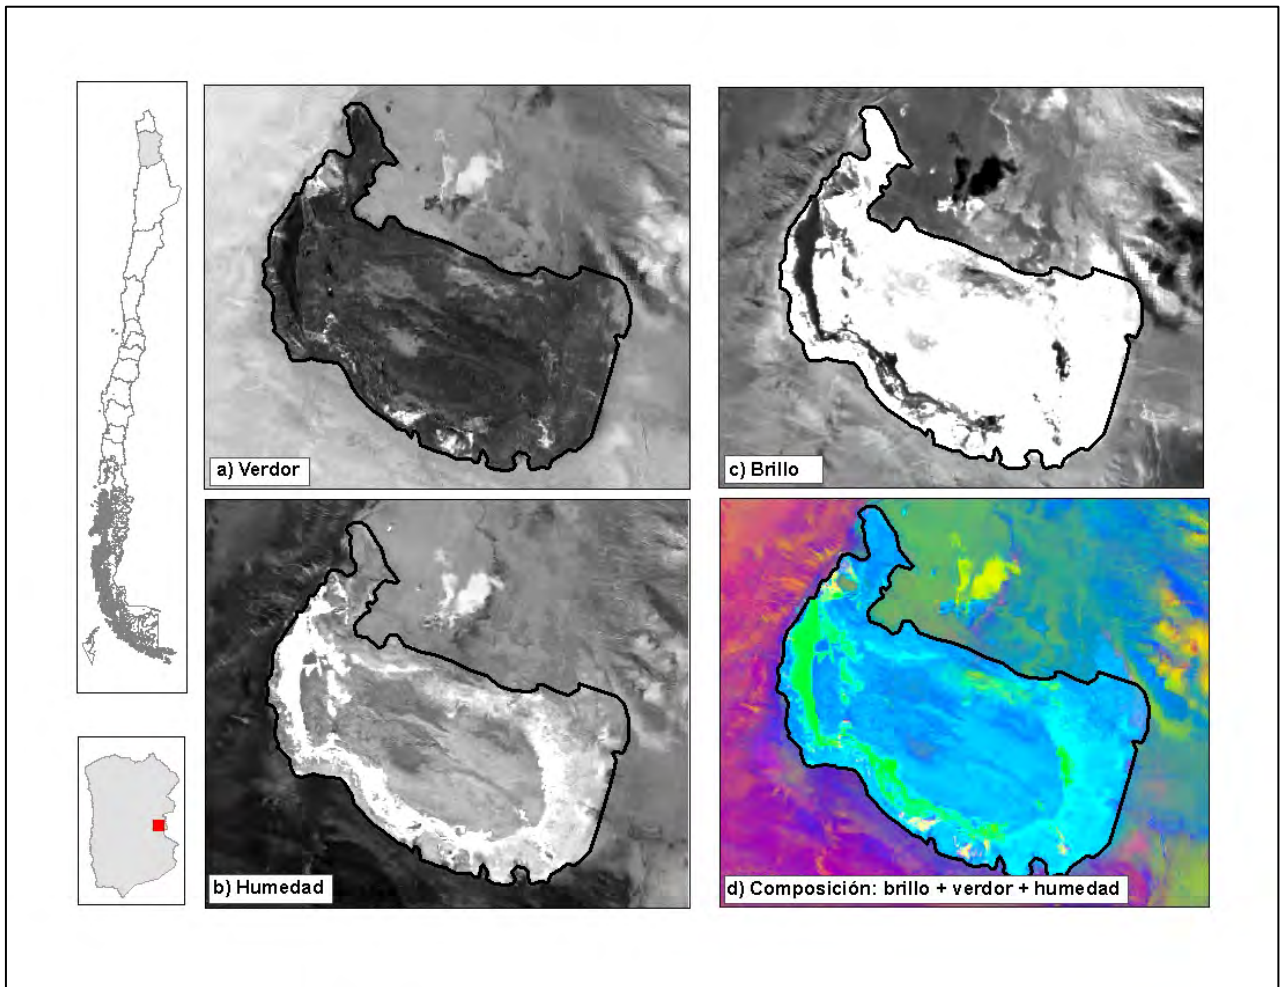 a) Verdor
c) Brillo
b) Humedad
d) Composición: brillo + verdor + humedad